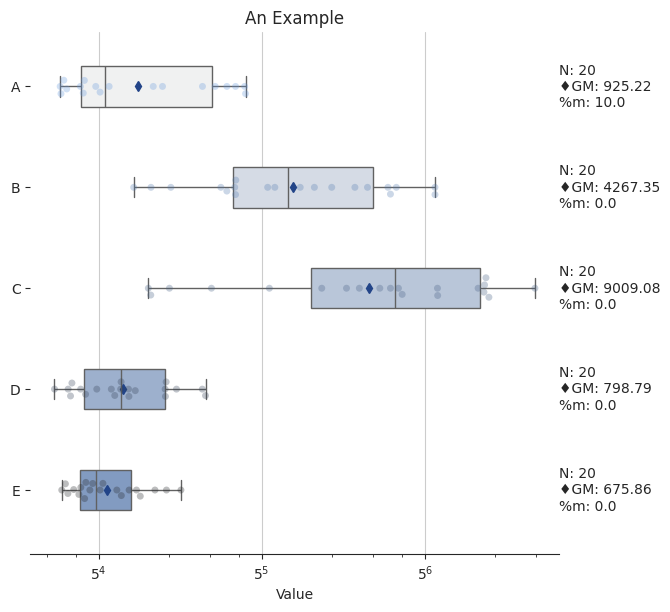 An Example
A
N: 20
♦GM: 925.22
%m: 10.0
B
N: 20
♦GM: 4267.35
%m: 0.0
C
N: 20
♦GM: 9009.08
%m: 0.0
D
N: 20
♦GM: 798.79
%m: 0.0
E
N: 20
♦GM: 675.86
%m: 0.0
5⁴ 5⁵ 5⁶
Value